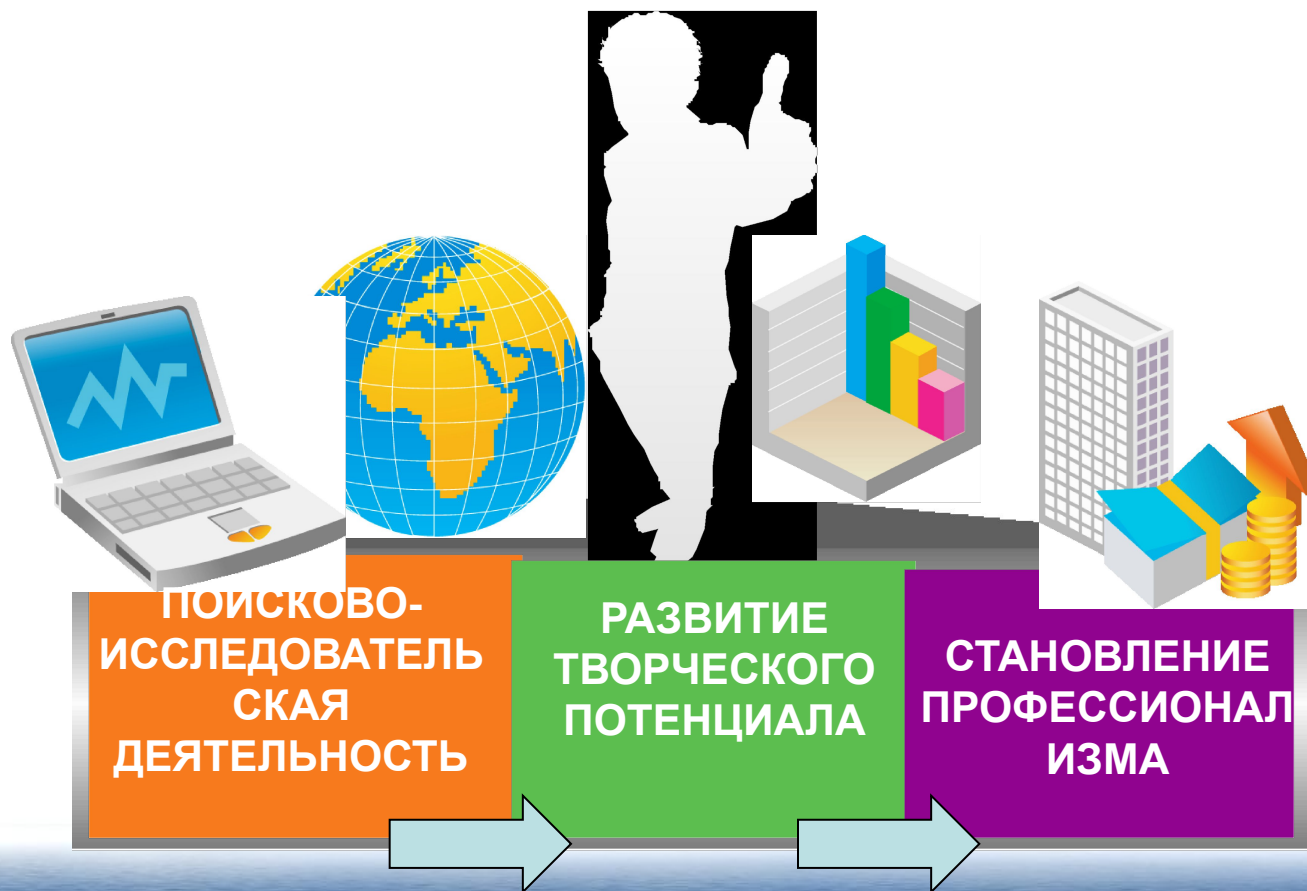 ПОИСКОВО-
ИССЛЕДОВАТЕЛЬ
СКАЯ
ДЕЯТЕЛЬНОСТЬ
РАЗВИТИЕ
ТВОРЧЕСКОГО
ПОТЕНЦИАЛА
СТАНОВЛЕНИЕ
ПРОФЕССИОНАЛ
ИЗМА